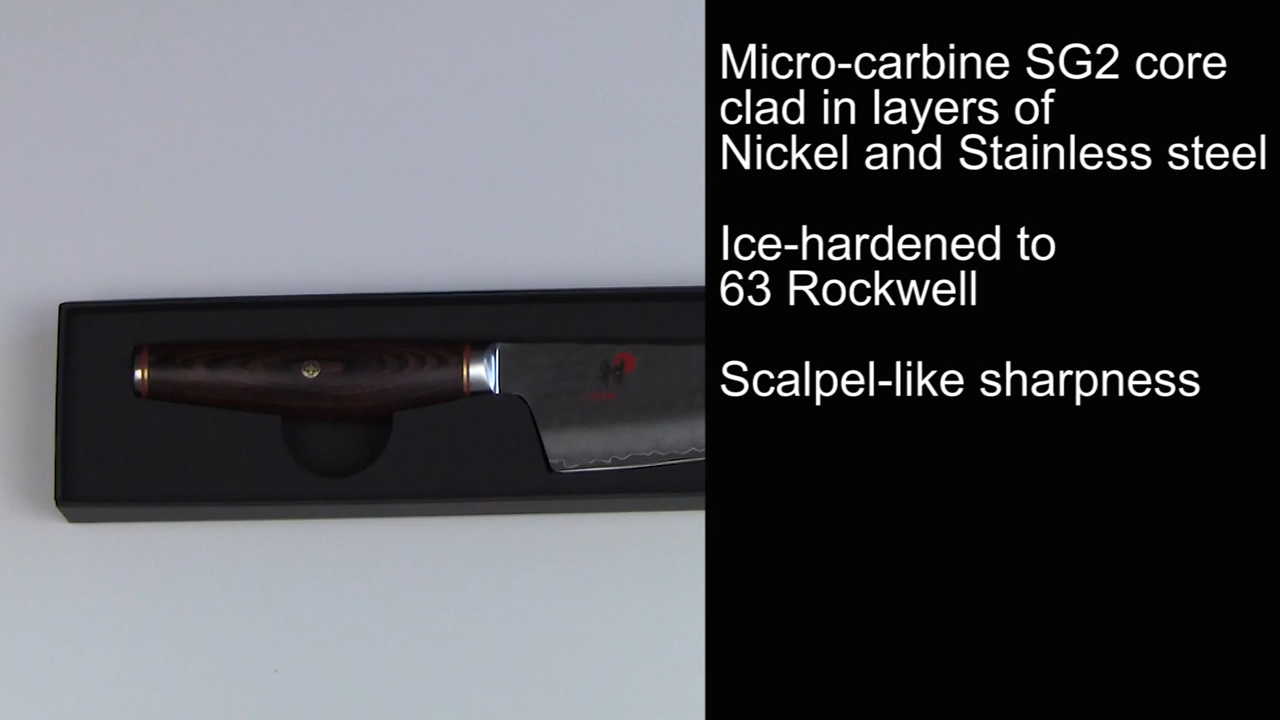 Micro-carbine SG2 core
clad in layers of
Nickel and Stainless steel
Ice-hardened to
63 Rockwell
Scalpel-like sharpness